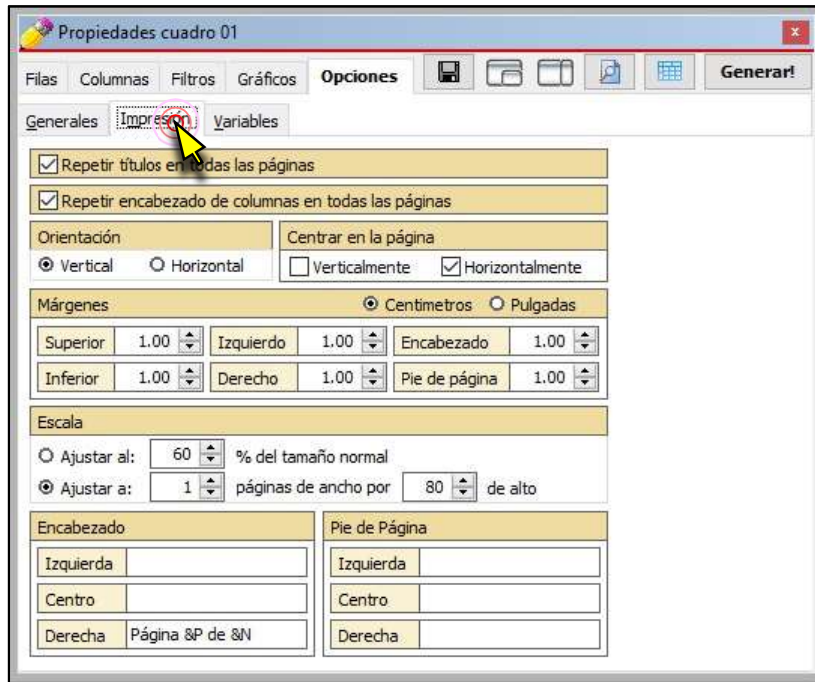 Propiedades cuadro 01
x
Filas Columnas Filtros Gráficos Opciones Generar!
Generales Impresión Variables
Repetir títulos en todas las páginas
Repetir encabezado de columnas en todas las páginas
Orientación Centrar en la página
Vertical Horizontal Verticalmente Horizontalmente
Márgenes Centimetros Pulgadas
Superior 1.00 Izquierdo 1.00 Encabezado 1.00
Inferior 1.00 Derecho 1.00 Pie de página 1.00
Escala
Ajustar al: 60 % del tamaño normal
Ajustar a: 1 páginas de ancho por 80 de alto
Encabezado Pie de Página
Izquierda Izquierda
Centro Centro
Derecha Página &P de &N Derecha